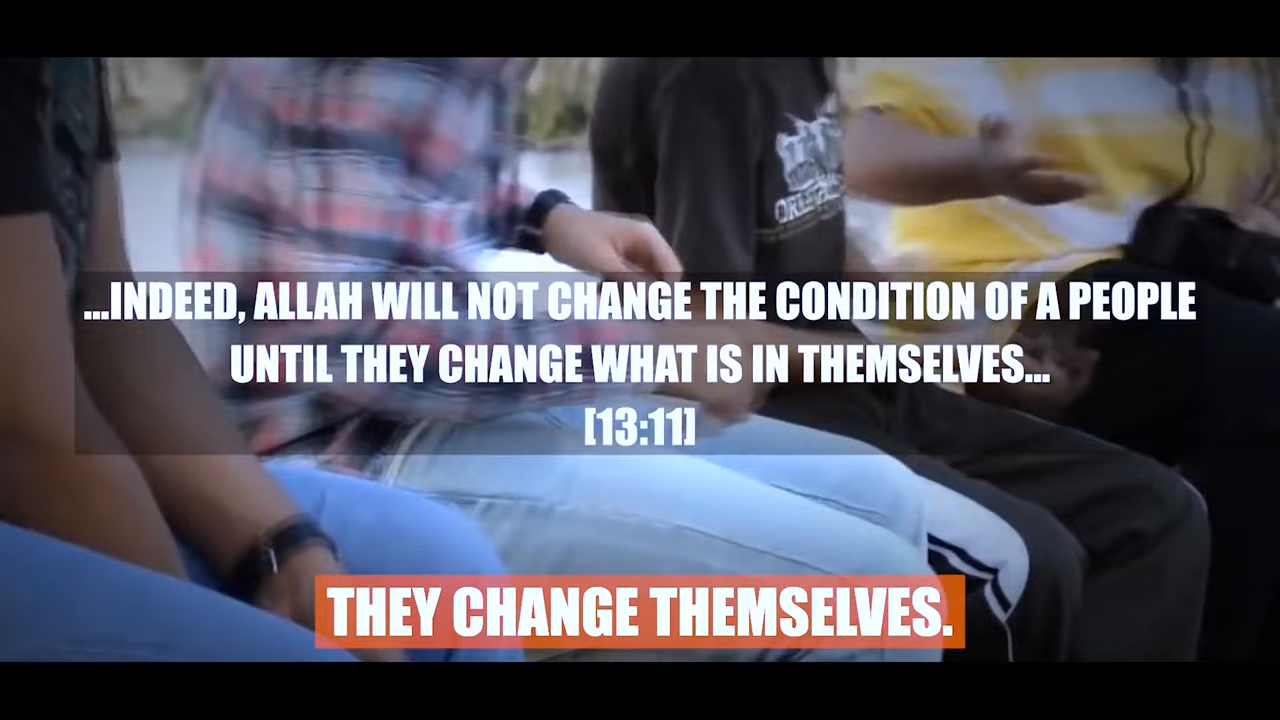 ...INDEED, ALLAH WILL NOT CHANGE THE CONDITION OF A PEOPLE
UNTIL THEY CHANGE WHAT IS IN THEMSELVES...
[13:11]
THEY CHANGE THEMSELVES.